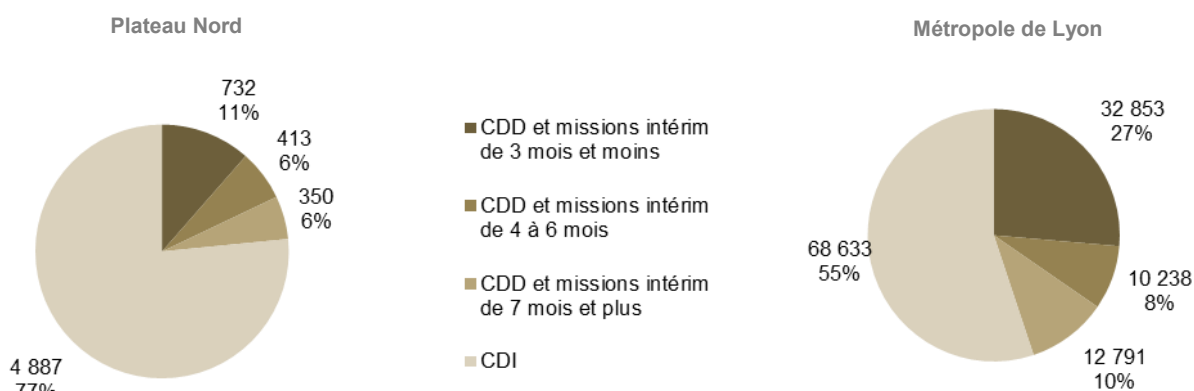 Plateau Nord
732
11%
413
6%
350
6%
4 887
77%
CDD et missions intérim
de 3 mois et moins
CDD et missions intérim
de 4 à 6 mois
CDD et missions intérim
de 7 mois et plus
CDI
Métropole de Lyon
32 853
27%
68 633
55%
10 238
8%
12 791
10%